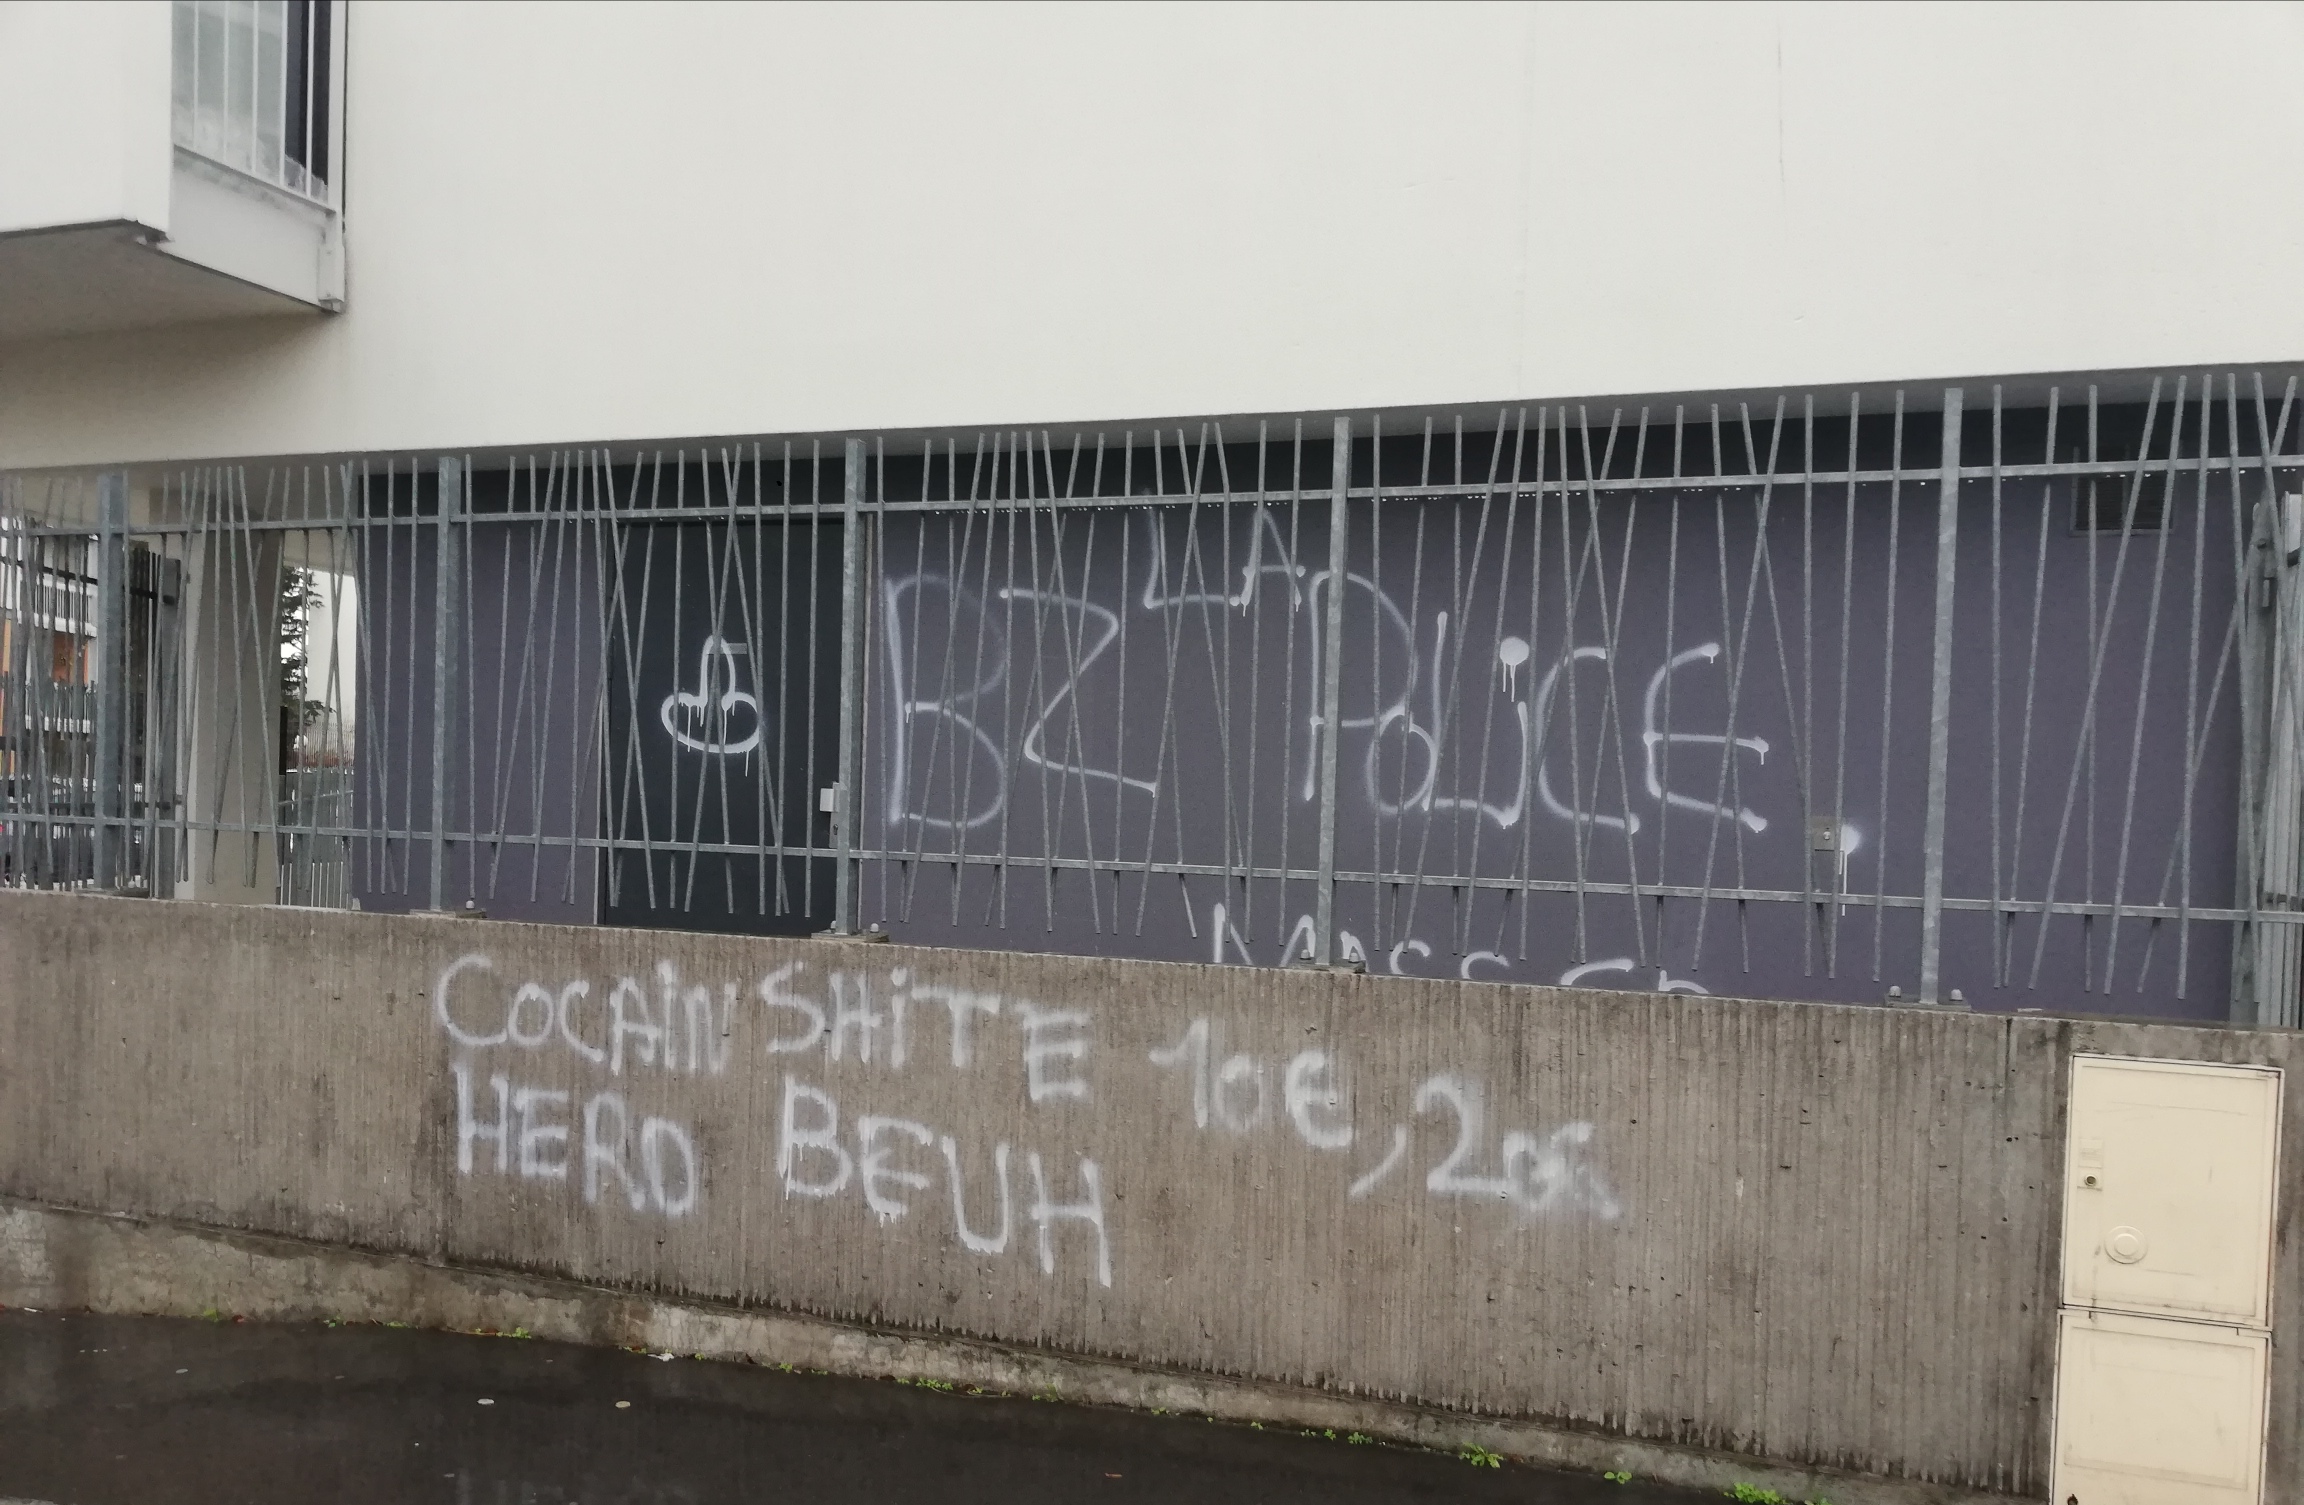 BZ LA POLiCE
COCAiN SHiTE 10€, 20€
HERO BEUH